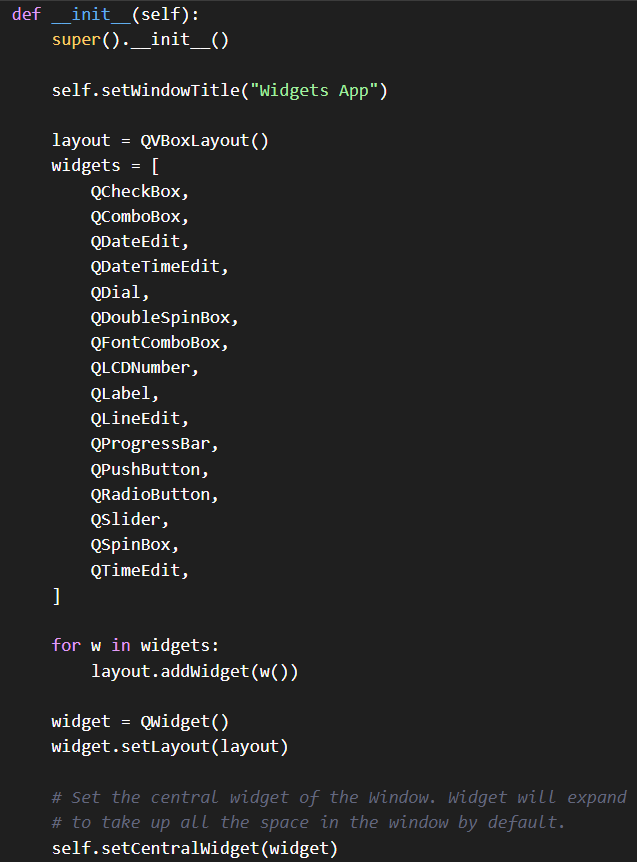 def __init__(self):
    super().__init__()

    self.setWindowTitle("Widgets App")

    layout = QVBoxLayout()
    widgets = [
        QCheckBox,
        QComboBox,
        QDateEdit,
        QDateTimeEdit,
        QDial,
        QDoubleSpinBox,
        QFontComboBox,
        QLCDNumber,
        QLabel,
        QLineEdit,
        QProgressBar,
        QPushButton,
        QRadioButton,
        QSlider,
        QSpinBox,
        QTimeEdit,
    ]

    for w in widgets:
        layout.addWidget(w())

    widget = QWidget()
    widget.setLayout(layout)

    # Set the central widget of the Window. Widget will expand
    # to take up all the space in the window by default.
    self.setCentralWidget(widget)